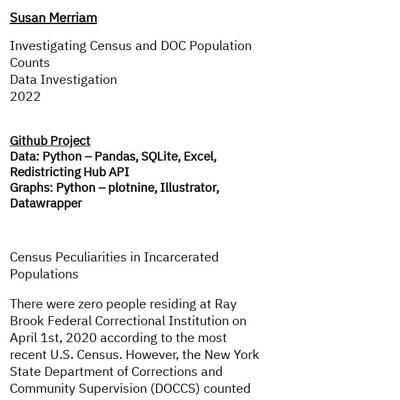 Susan Merriam
Investigating Census and DOC Population
Counts
Data Investigation
2022
Github Project
Data: Python – Pandas, SQLite, Excel,
Redistricting Hub API
Graphs: Python – plotnine, Illustrator,
Datawrapper
Census Peculiarities in Incarcerated
Populations
There were zero people residing at Ray
Brook Federal Correctional Institution on
April 1st, 2020 according to the most
recent U.S. Census. However, the New York
State Department of Corrections and
Community Supervision (DOCCS) counted